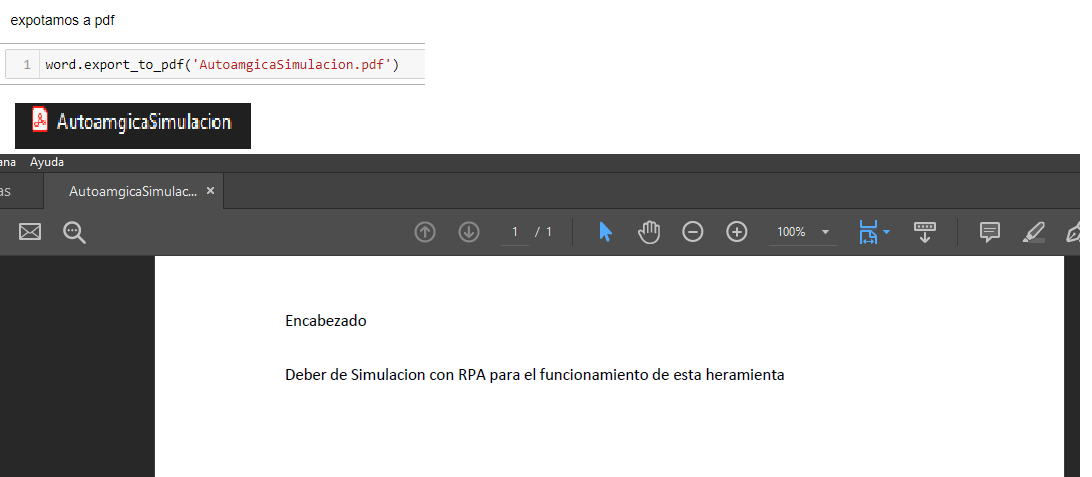 expotamos a pdf
1 word.export_to_pdf('AutoamgicaSimulacion.pdf')
AutoamgicaSimulacion
ana Ayuda
as AutoamgicaSimulac... ×
1 / 1 100%
Encabezado
Deber de Simulacion con RPA para el funcionamiento de esta heramienta